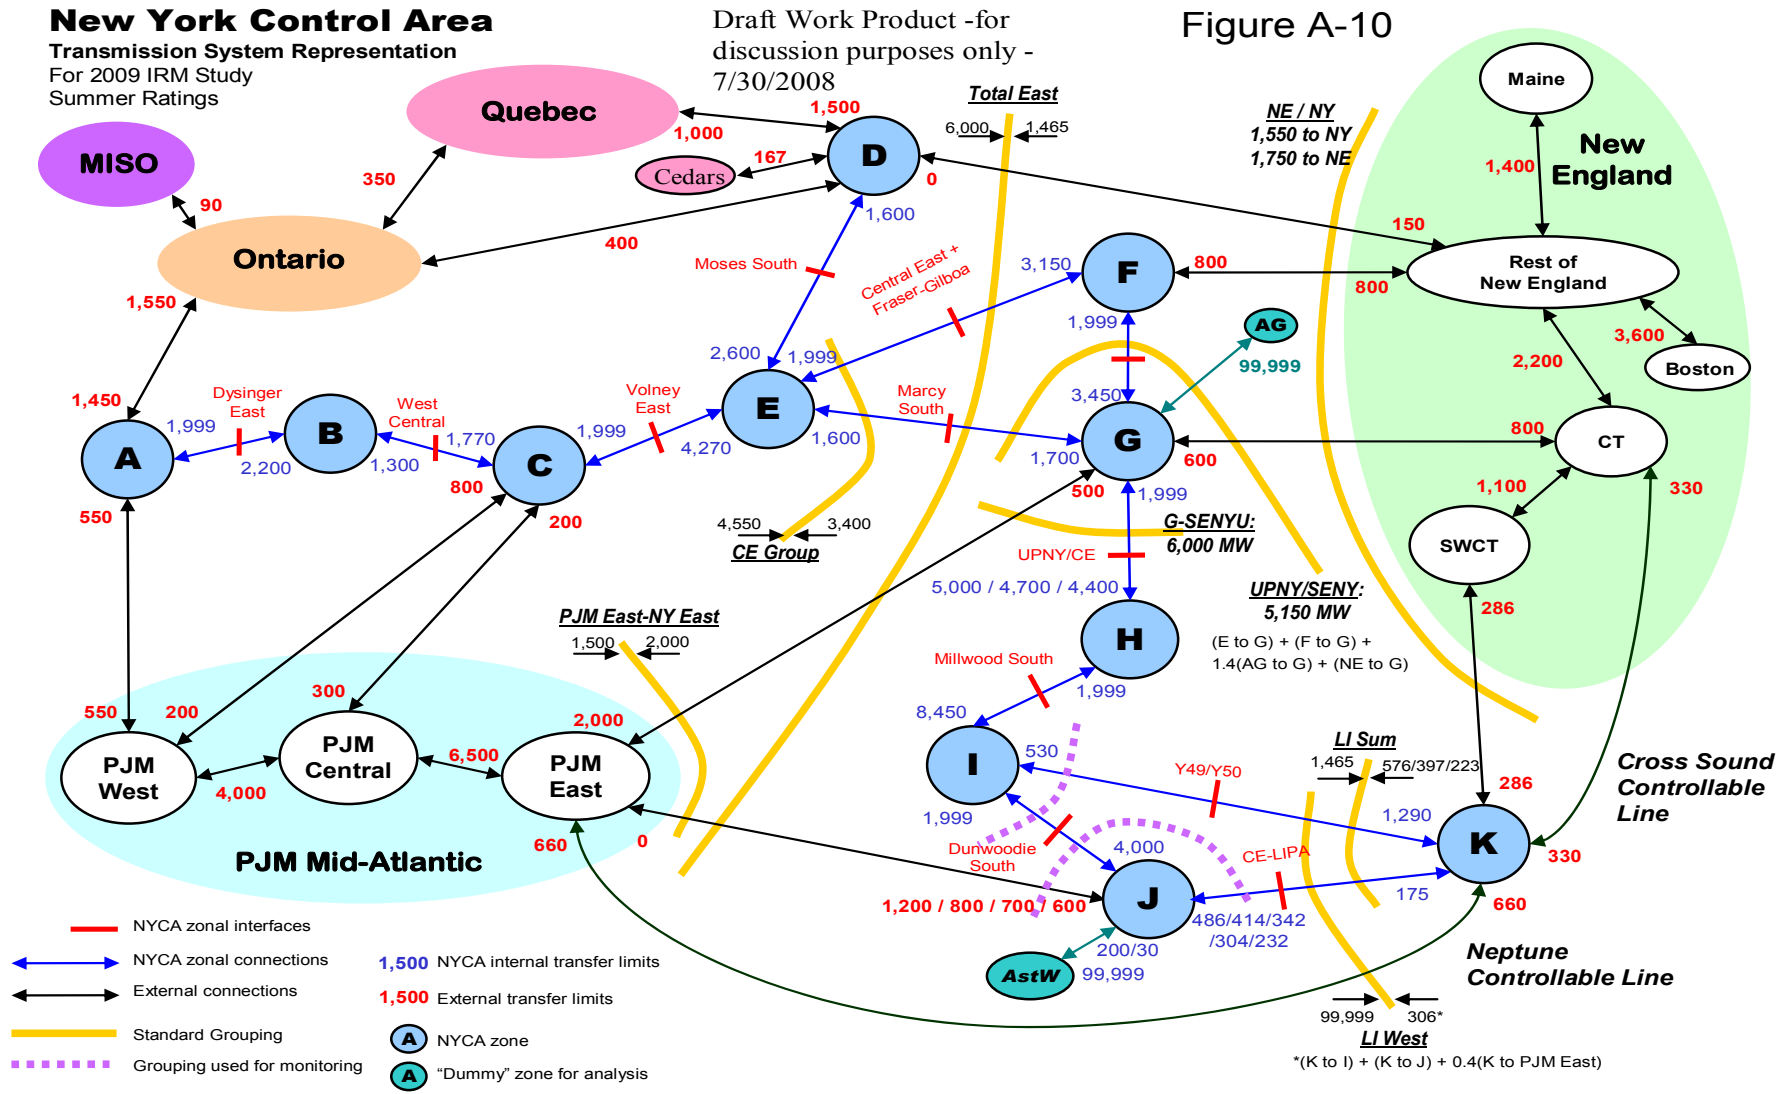 New York Control Area
Transmission System Representation
For 2009 IRM Study
Summer Ratings
Draft Work Product -for
discussion purposes only -
7/30/2008
Figure A-10
Total East
6,000
1,465
NE / NY
1,550 to NY
1,750 to NE
Maine
New
England
1,400
Quebec
1,500
1,000
MISO
D
167
Cedars
0
350
90
1,600
150
Ontario
400
Moses South
Central East +
Fraser-Gilboa
3,150
F
800
800
Rest of
New England
1,550
1,999
AG
99,999
3,600
Boston
2,200
2,600
1,999
1,450
Dysinger
East
West
Central
Volney
East
Marcy
South
3,450
1,999
A
2,200
B
1,770
1,300
C
1,999
4,270
E
1,600
G
1,700
600
800
CT
800
500
1,999
1,100
330
550
200
4,550
3,400
CE Group
G-SENYU:
6,000 MW
SWCT
UPNY/CE
5,000 / 4,700 / 4,400
UPNY/SENY:
5,150 MW
286
PJM East-NY East
1,500
2,000
H
(E to G) + (F to G) +
1.4(AG to G) + (NE to G)
Millwood South
1,999
550
200
300
2,000
8,450
PJM
West
4,000
PJM
Central
6,500
PJM
East
I
530
Y49/Y50
LI Sum
1,465
576/397/223
Cross Sound
Controllable
Line
286
1,999
1,290
K
330
660
0
Dunwoodie
South
4,000
CE-LIPA
PJM Mid-Atlantic
1,200 / 800 / 700 / 600
J
175
660
486/414/342
/304/232
200/30
AstW
99,999
Neptune
Controllable Line
99,999
306*
LI West
*(K to I) + (K to J) + 0.4(K to PJM East)
NYCA zonal interfaces
NYCA zonal connections
External connections
Standard Grouping
Grouping used for monitoring
1,500 NYCA internal transfer limits
1,500 External transfer limits
A NYCA zone
A "Dummy" zone for analysis